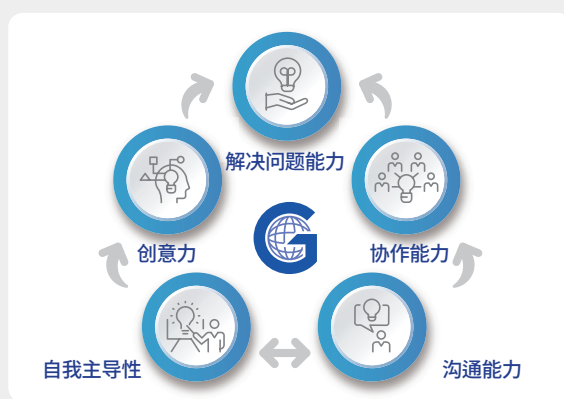 解决问题能力
创意力
协作能力
自我主导性
沟通能力